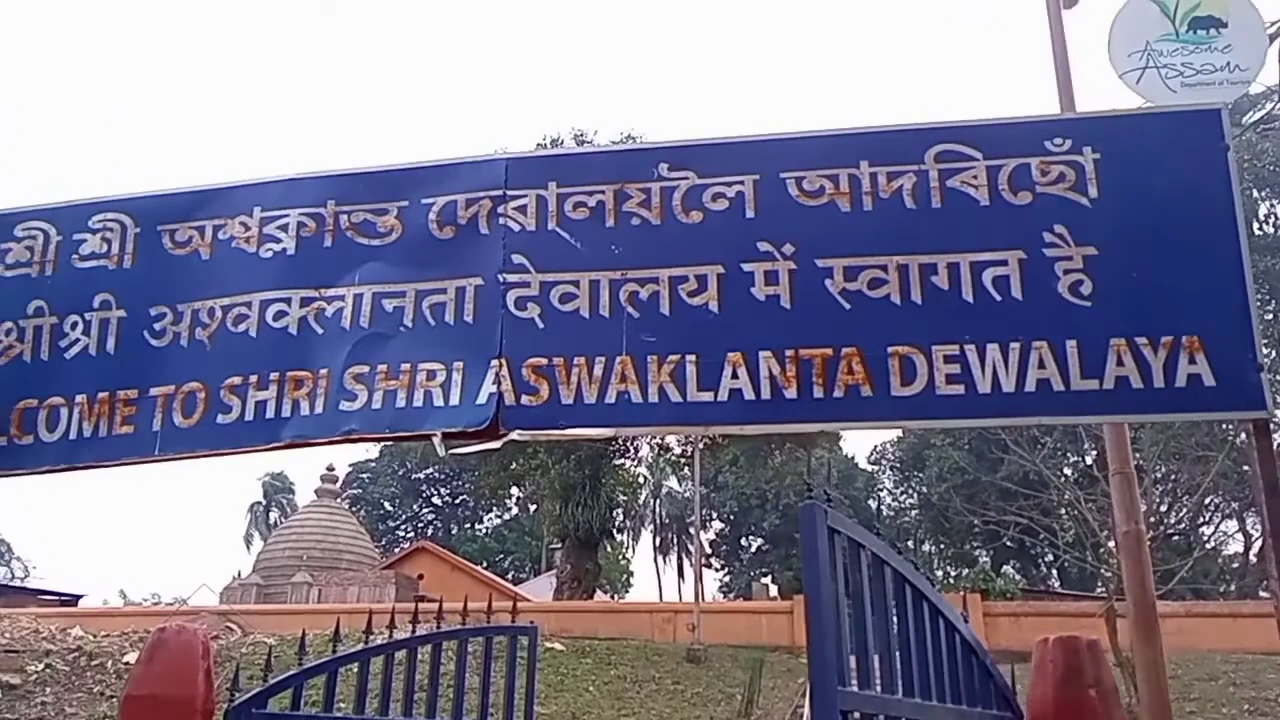 Awesome
Assam
Department of Tourism
শ্রী শ্রী অশ্বক্লান্ত দেৱালয়লৈ আদৰিছোঁ
श्रीश्री अश्वक्लानता देवालय में स्वागत है
LCOME TO SHRI SHRI ASWAKLANTA DEWALAYA